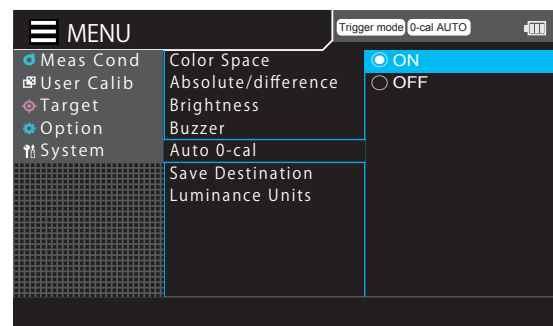 MENU
Trigger mode 0-cal AUTO
Meas Cond
User Calib
Target
Option
System
Color Space
Absolute/difference
Brightness
Buzzer
Auto 0-cal
Save Destination
Luminance Units
ON
OFF